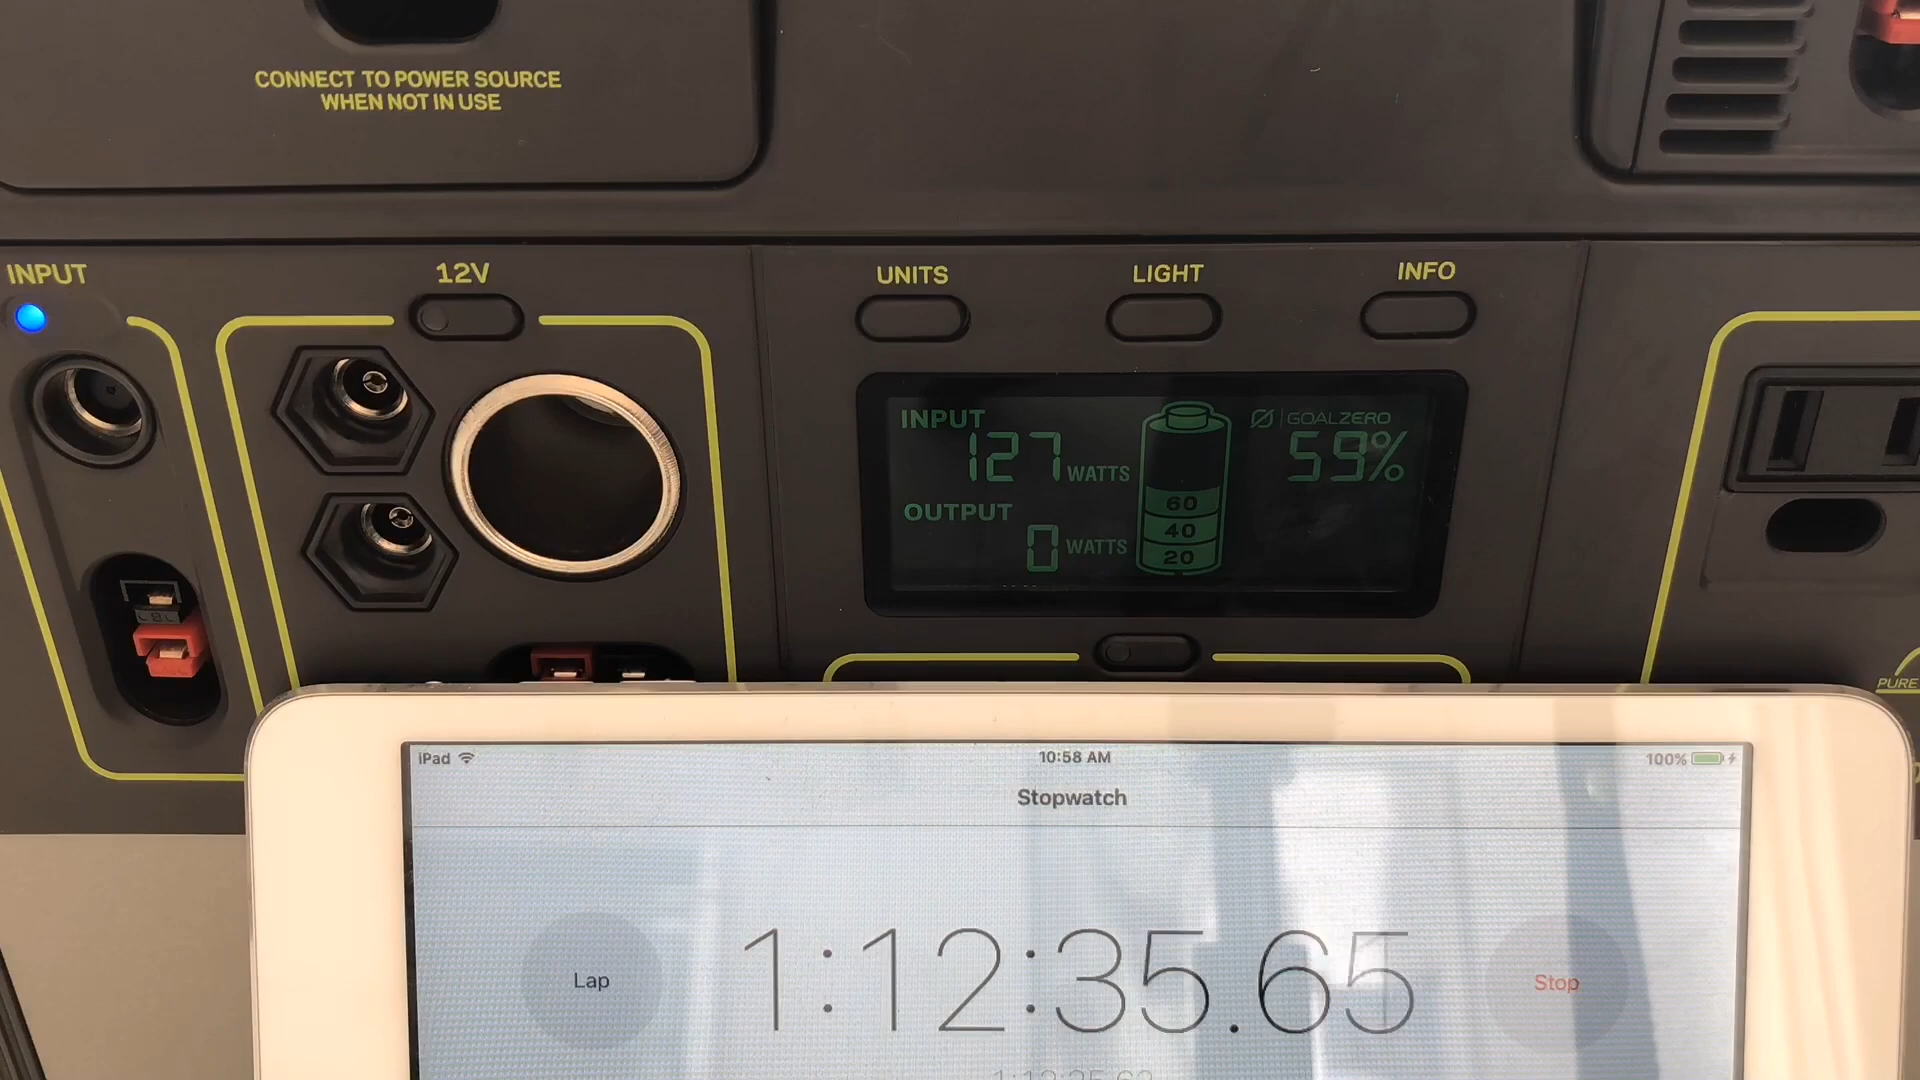 CONNECT TO POWER SOURCE
WHEN NOT IN USE
INPUT
12V
UNITS
LIGHT
INFO
INPUT
127 WATTS
OUTPUT
0 WATTS
60
40
20
GOALZERO
59%
PURE
iPad
10:58 AM
100%
Stopwatch
Lap
1:12:35.65
Stop